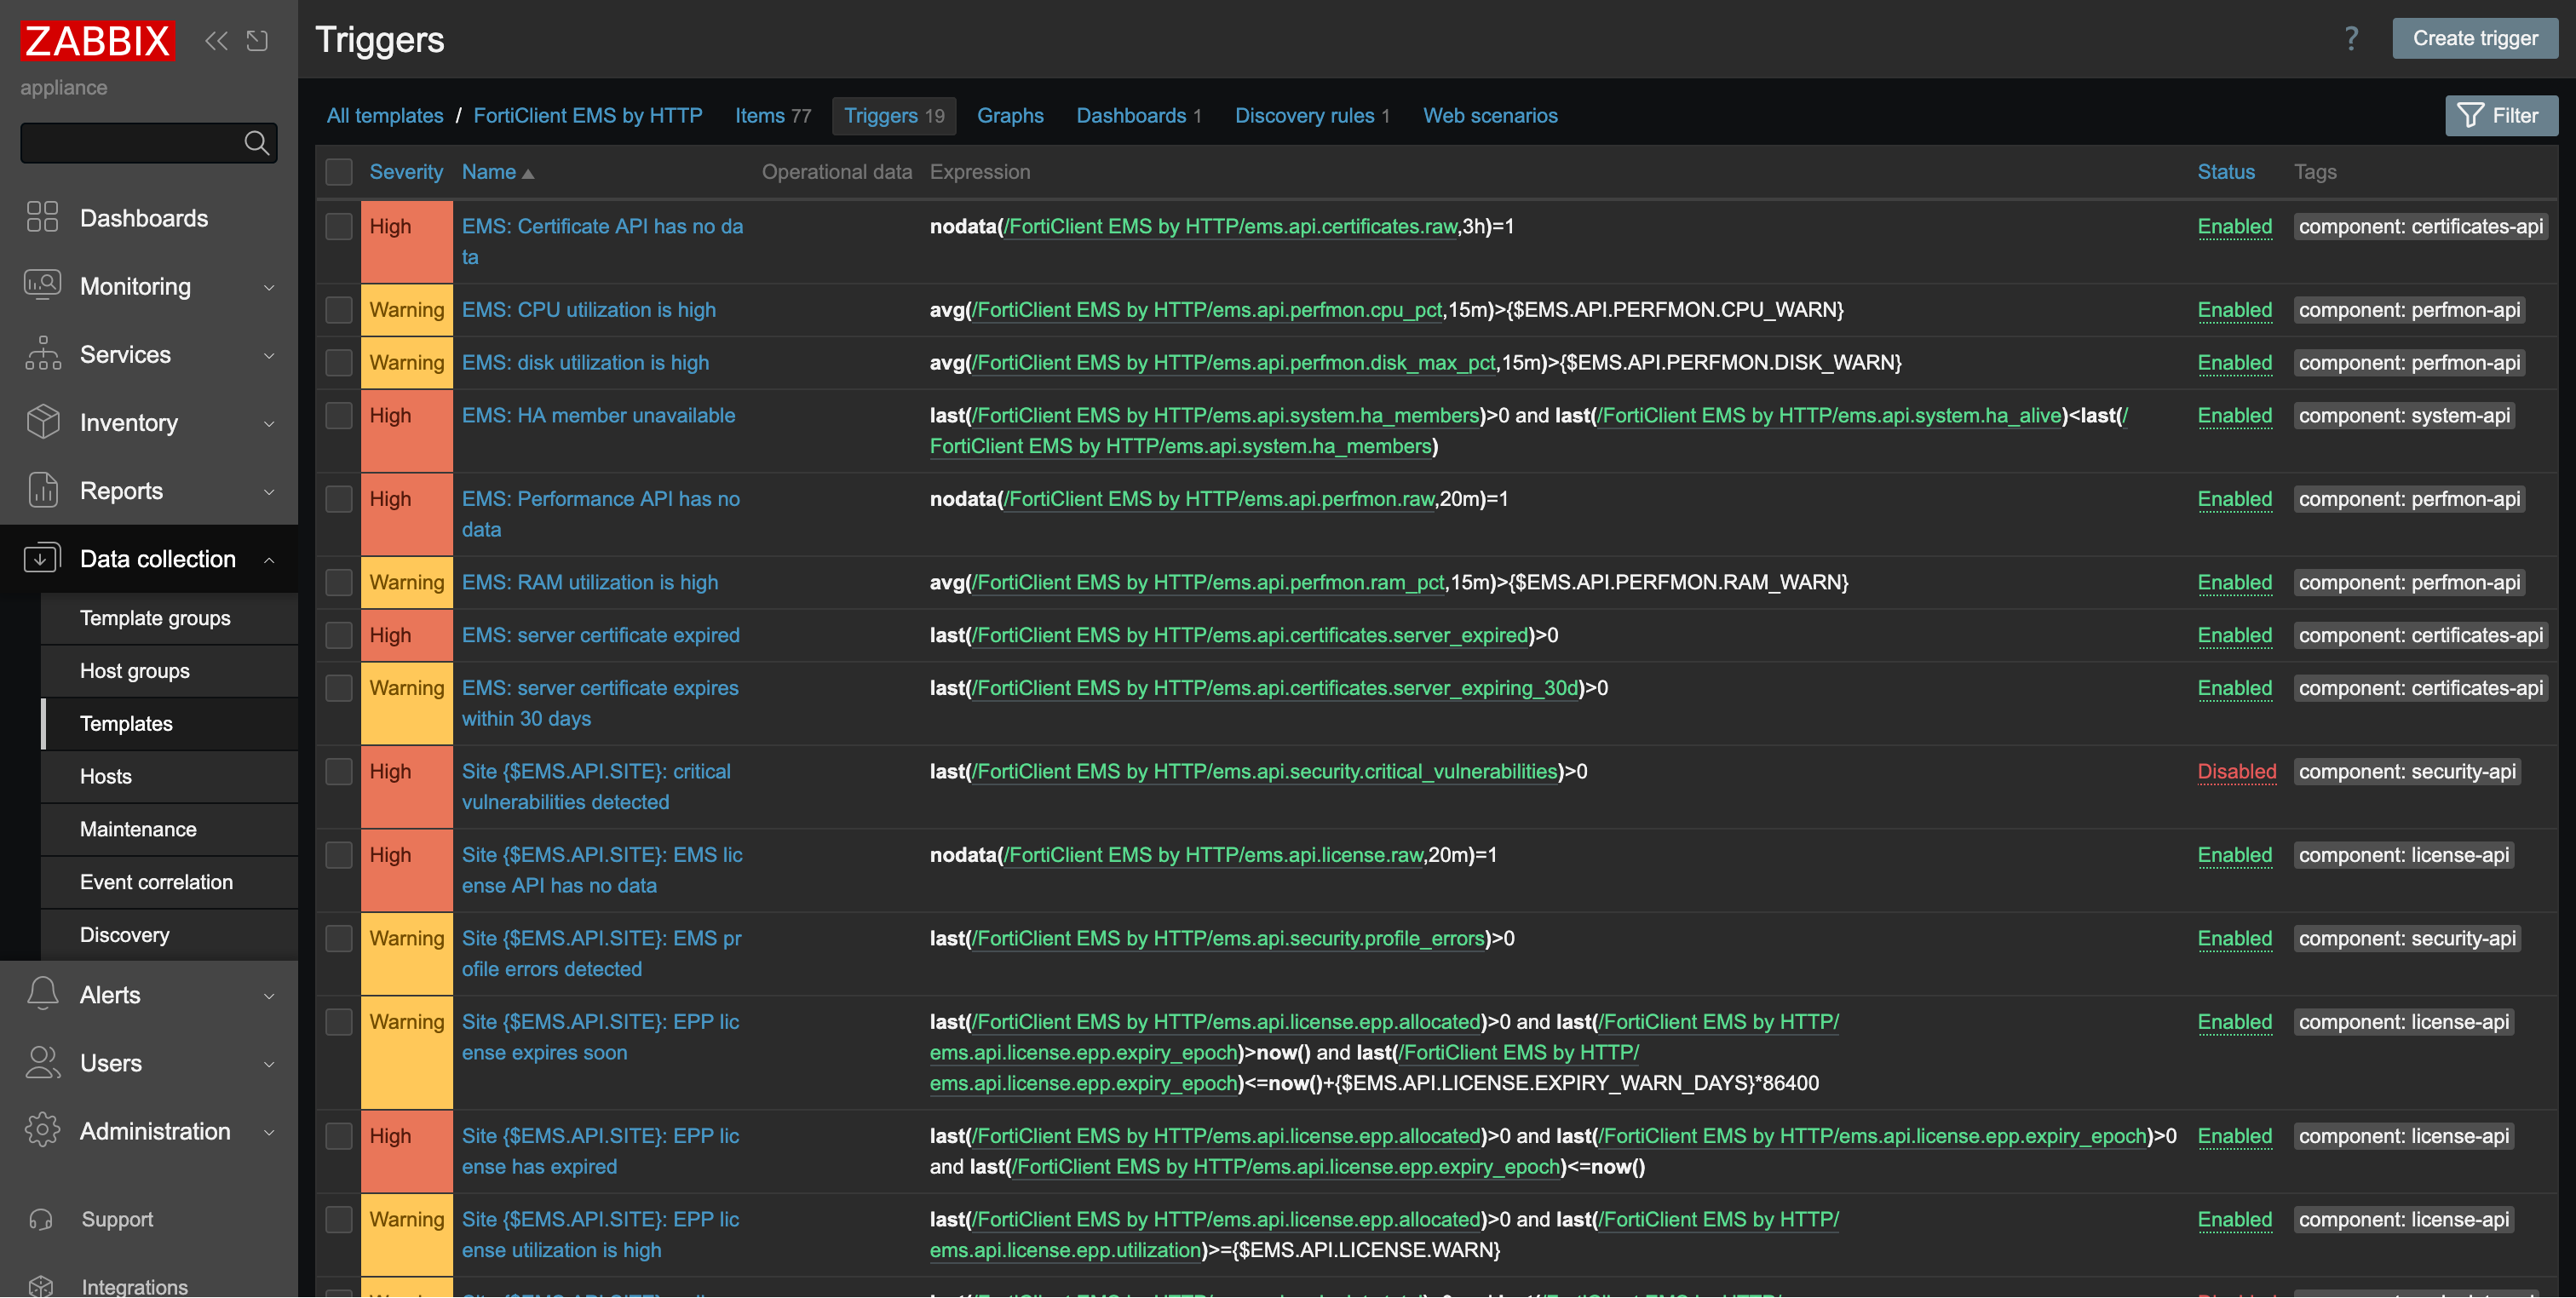 ZABBIX
appliance
Dashboards
Monitoring
Services
Inventory
Reports
Data collection
Template groups
Host groups
Templates
Hosts
Maintenance
Event correlation
Discovery
Alerts
Users
Administration
Support
Integrations
Triggers
? Create trigger
All templates / FortiClient EMS by HTTP Items 77 Triggers 19 Graphs Dashboards 1 Discovery rules 1 Web scenarios Filter
Severity Name Operational data Expression Status Tags
High EMS: Certificate API has no da nodata(/FortiClient EMS by HTTP/ems.api.certificates.raw,3h)=1 Enabled component: certificates-api
ta
Warning EMS: CPU utilization is high avg(/FortiClient EMS by HTTP/ems.api.perfmon.cpu_pct,15m)>{$EMS.API.PERFMON.CPU_WARN} Enabled component: perfmon-api
Warning EMS: disk utilization is high avg(/FortiClient EMS by HTTP/ems.api.perfmon.disk_max_pct,15m)>{$EMS.API.PERFMON.DISK_WARN} Enabled component: perfmon-api
High EMS: HA member unavailable last(/FortiClient EMS by HTTP/ems.api.system.ha_members)>0 and last(/FortiClient EMS by HTTP/ems.api.system.ha_alive)<last(/ Enabled component: system-api
FortiClient EMS by HTTP/ems.api.system.ha_members)
High EMS: Performance API has no nodata(/FortiClient EMS by HTTP/ems.api.perfmon.raw,20m)=1 Enabled component: perfmon-api
data
Warning EMS: RAM utilization is high avg(/FortiClient EMS by HTTP/ems.api.perfmon.ram_pct,15m)>{$EMS.API.PERFMON.RAM_WARN} Enabled component: perfmon-api
High EMS: server certificate expired last(/FortiClient EMS by HTTP/ems.api.certificates.server_expired)>0 Enabled component: certificates-api
Warning EMS: server certificate expires last(/FortiClient EMS by HTTP/ems.api.certificates.server_expiring_30d)>0 Enabled component: certificates-api
within 30 days
High Site {$EMS.API.SITE}: critical last(/FortiClient EMS by HTTP/ems.api.security.critical_vulnerabilities)>0 Disabled component: security-api
vulnerabilities detected
High Site {$EMS.API.SITE}: EMS lic nodata(/FortiClient EMS by HTTP/ems.api.license.raw,20m)=1 Enabled component: license-api
ense API has no data
Warning Site {$EMS.API.SITE}: EMS pr last(/FortiClient EMS by HTTP/ems.api.security.profile_errors)>0 Enabled component: security-api
ofile errors detected
Warning Site {$EMS.API.SITE}: EPP lic last(/FortiClient EMS by HTTP/ems.api.license.epp.allocated)>0 and last(/FortiClient EMS by HTTP/ Enabled component: license-api
ense expires soon ems.api.license.epp.expiry_epoch)>now() and last(/FortiClient EMS by HTTP/
ems.api.license.epp.expiry_epoch)<=now()+{$EMS.API.LICENSE.EXPIRY_WARN_DAYS}*86400
High Site {$EMS.API.SITE}: EPP lic last(/FortiClient EMS by HTTP/ems.api.license.epp.allocated)>0 and last(/FortiClient EMS by HTTP/ems.api.license.epp.expiry_epoch)>0 Enabled component: license-api
ense has expired and last(/FortiClient EMS by HTTP/ems.api.license.epp.expiry_epoch)<=now()
Warning Site {$EMS.API.SITE}: EPP lic last(/FortiClient EMS by HTTP/ems.api.license.epp.allocated)>0 and last(/FortiClient EMS by HTTP/ Enabled component: license-api
ense utilization is high ems.api.license.epp.utilization)>={$EMS.API.LICENSE.WARN}